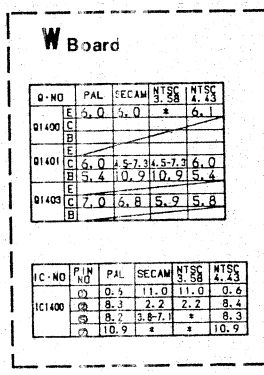 W Board
Q-NO PAL SECAM NTSC 3.58 NTSC 4.43
Q1400 E 6.0 6.0 * 6.1
C
B
Q1401 E
C 6.0 4.5-7.3 4.5-7.3 6.0
B 5.4 10.9 10.9 5.4
Q1403 E
C 7.0 6.8 5.9 5.8
B
IC-NO PIN NO PAL SECAM NTSC 3.58 NTSC 4.43
IC1400 11.0 11.0 0.6
8.3 2.2 2.2 8.4
8.2 3.8-7.1 * 8.3
10.9 * * 10.9